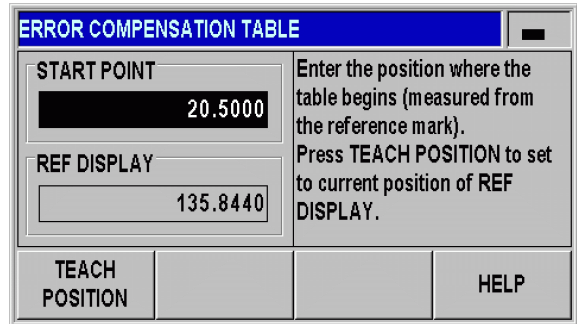 ERROR COMPENSATION TABLE
START POINT
20.5000
REF DISPLAY
135.8440
Enter the position where the
table begins (measured from
the reference mark).
Press TEACH POSITION to set
to current position of REF
DISPLAY.
TEACH
POSITION
HELP